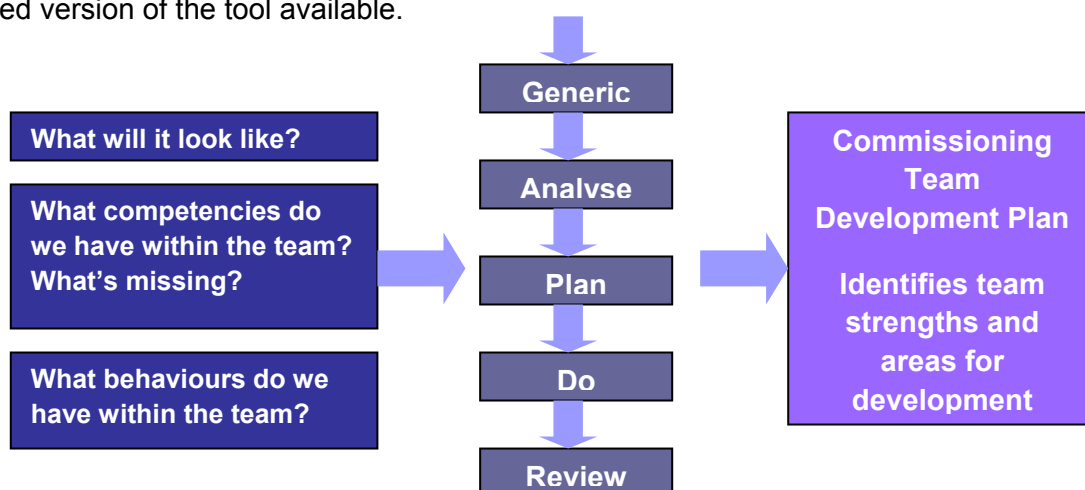 ed version of the tool available.
What will it look like?
What competencies do
we have within the team?
What's missing?
What behaviours do we
have within the team?
Generic
Analyse
Plan
Do
Review
Commissioning
Team
Development Plan
Identifies team
strengths and
areas for
development